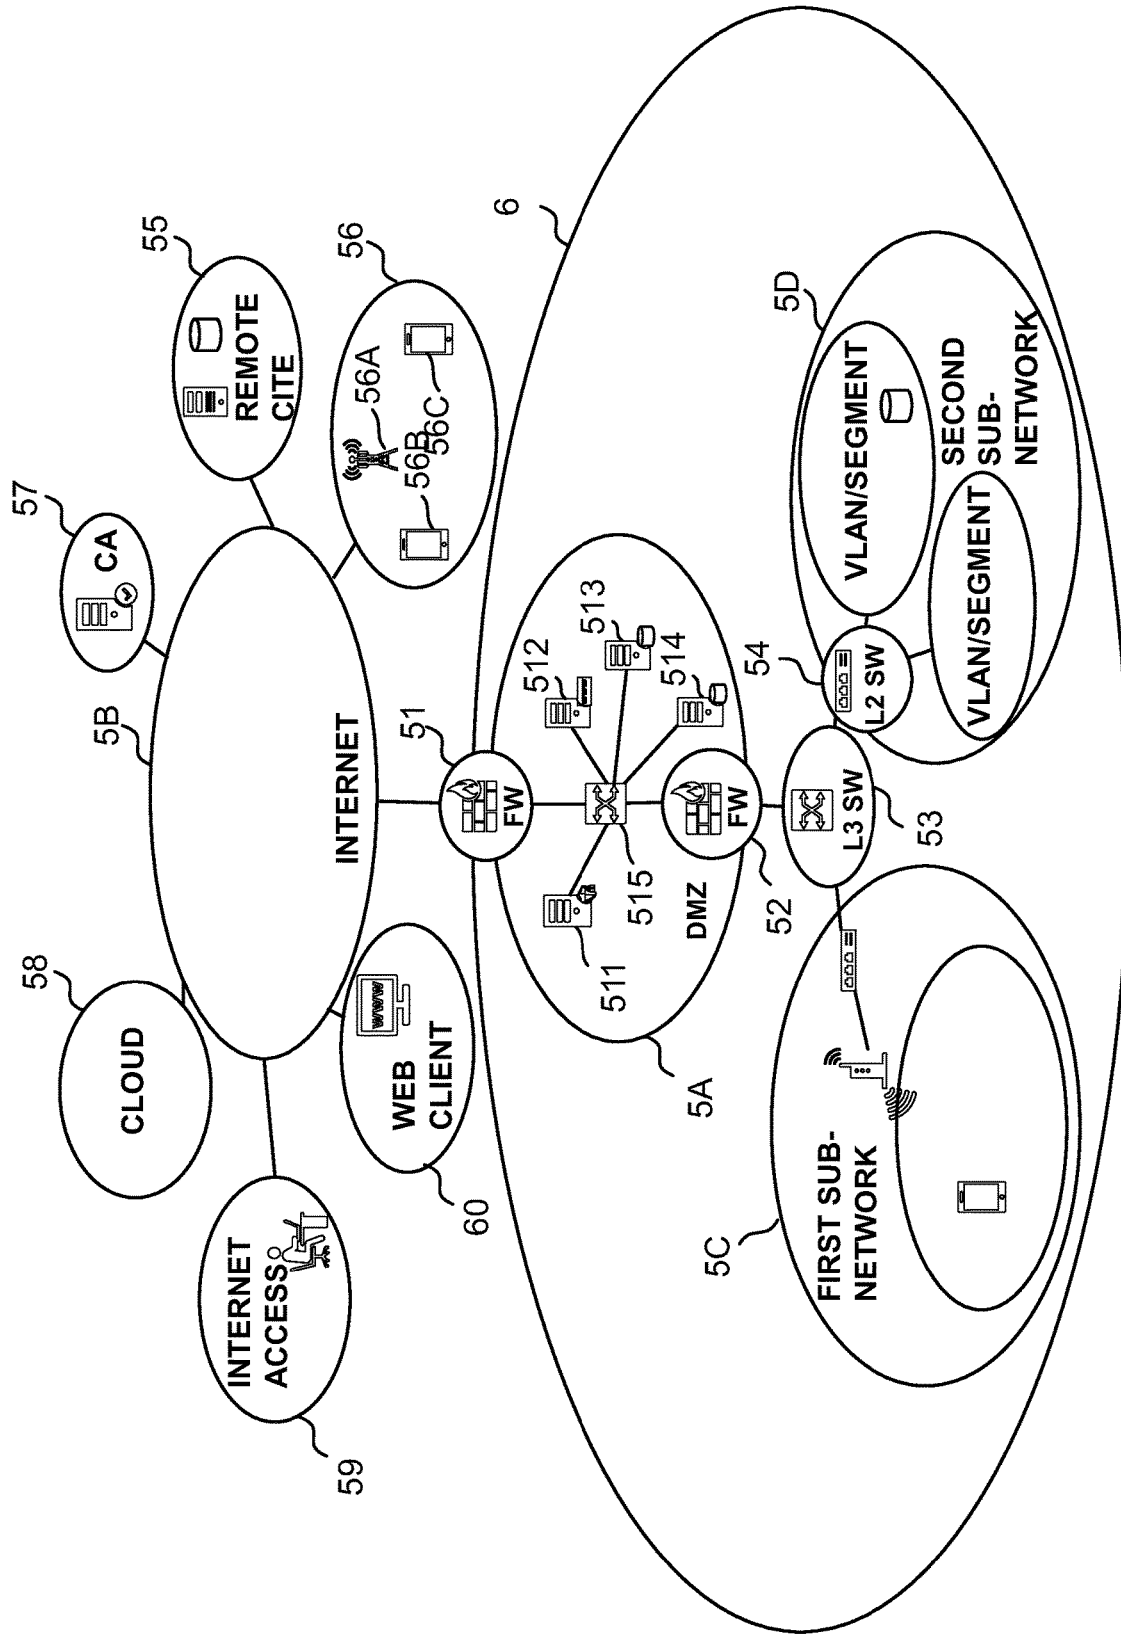 57
CA
55
REMOTE
CITE
58
CLOUD
5B
INTERNET
56
56A
56B
56C
INTERNET
ACCESS
59
WWW
WEB
CLIENT
60
6
51
FW
512
513
514
511
515
DMZ
5A
FW
52
54
L2 SW
L3 SW
53
5D
VLAN/SEGMENT
SECOND
SUB-
NETWORK
VLAN/SEGMENT
5C
FIRST SUB-
NETWORK